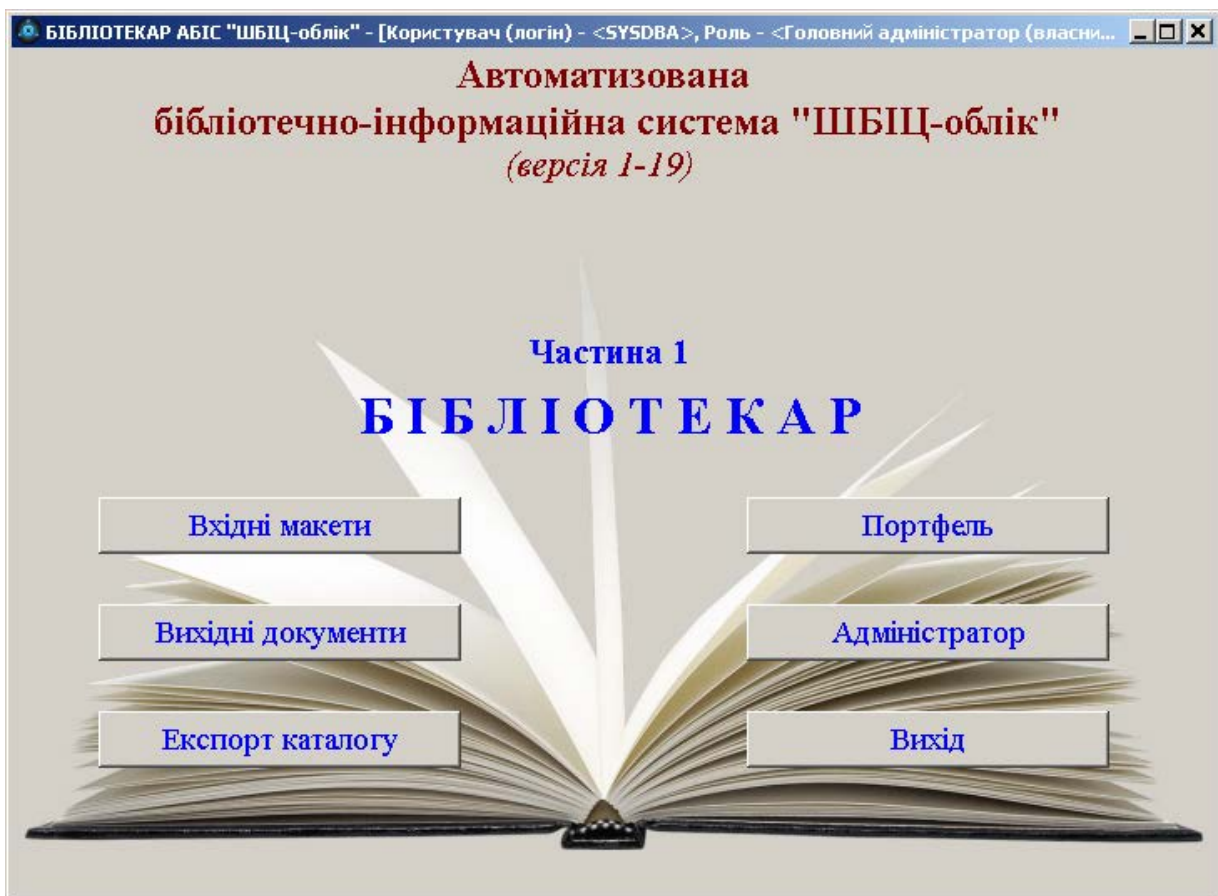 БІБЛІОТЕКАР АБІС "ШБІЦ-облік" - [Користувач (логін) - <SYSDBA>, Роль - <Головний адміністратор (власни...
Автоматизована
бібліотечно-інформаційна система "ШБІЦ-облік"
(версія 1-19)
Частина 1
Б І Б Л І О Т Е К А Р
Вхідні макети
Портфель
Вихідні документи
Адміністратор
Експорт каталогу
Вихід